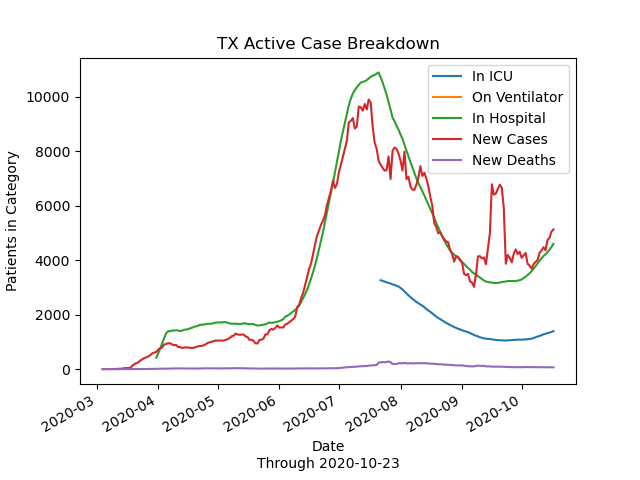 TX Active Case Breakdown
In ICU
On Ventilator
In Hospital
New Cases
New Deaths
Patients in Category
10000
8000
6000
4000
2000
0
2020-03
2020-04
2020-05
2020-06
2020-07
2020-08
2020-09
2020-10
Date
Through 2020-10-23